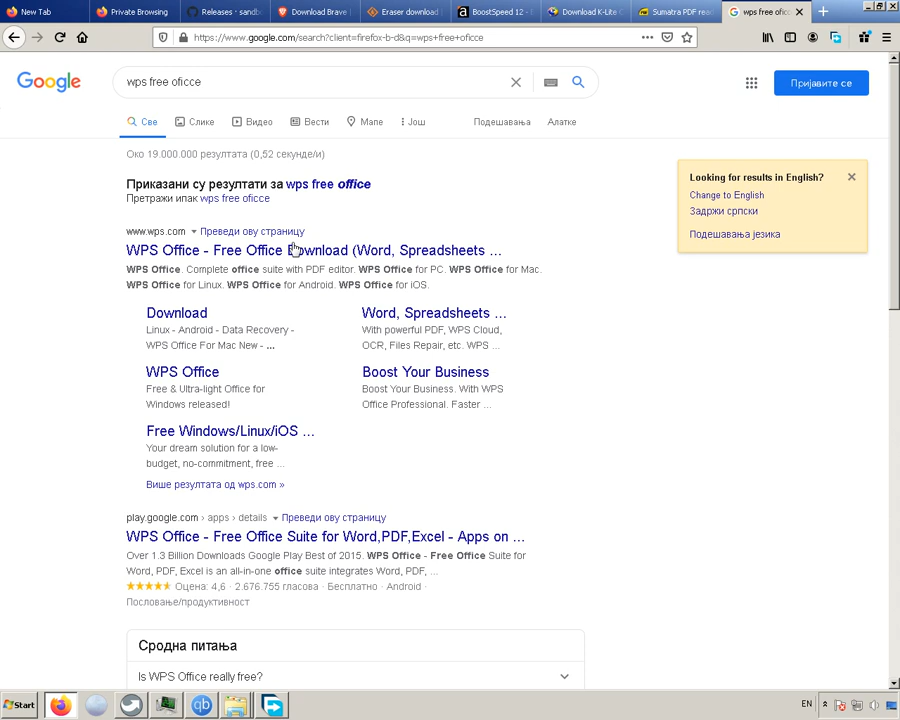 New Tab
Private Browsing
Releases · sandb
Download Brave
Eraser download
BoostSpeed 12 -
Download K-Lite C
Sumatra PDF rea
wps free oficc
https://www.google.com/search?client=firefox-b-d&q=wps+free+oficce
Google
wps free oficce
Пријавите се
Све
Слике
Видео
Вести
Мапе
Још
Подешавања
Алатке
Око 19.000.000 резултата (0,52 секунде/и)
Приказани су резултати за wps free office
Претражи ипак wps free oficce
Looking for results in English?
Change to English
Задржи српски
Подешавања језика
www.wps.com Преведи ову страницу
WPS Office - Free Office Download (Word, Spreadsheets ...
WPS Office. Complete office suite with PDF editor. WPS Office for PC. WPS Office for Mac.
WPS Office for Linux. WPS Office for Android. WPS Office for iOS.
Download
Linux - Android - Data Recovery -
WPS Office For Mac New - ...
Word, Spreadsheets ...
With powerful PDF, WPS Cloud,
OCR, Files Repair, etc. WPS ...
WPS Office
Free & Ultra-light Office for
Windows released!
Boost Your Business
Boost Your Business. With WPS
Office Professional. Faster ...
Free Windows/Linux/iOS ...
Your dream solution for a low-
budget, no-commitment, free ...
Више резултата од wps.com »
play.google.com › apps › details Преведи ову страницу
WPS Office - Free Office Suite for Word,PDF,Excel - Apps on ...
Over 1.3 Billion Downloads Google Play Best of 2015. WPS Office - Free Office Suite for
Word, PDF, Excel is an all-in-one office suite integrates Word, PDF, ...
Оцена: 4,6 · 2.676.755 гласова · Бесплатно · Android ·
Пословање/продуктивност
Сродна питања
Is WPS Office really free?
Start
qb
EN